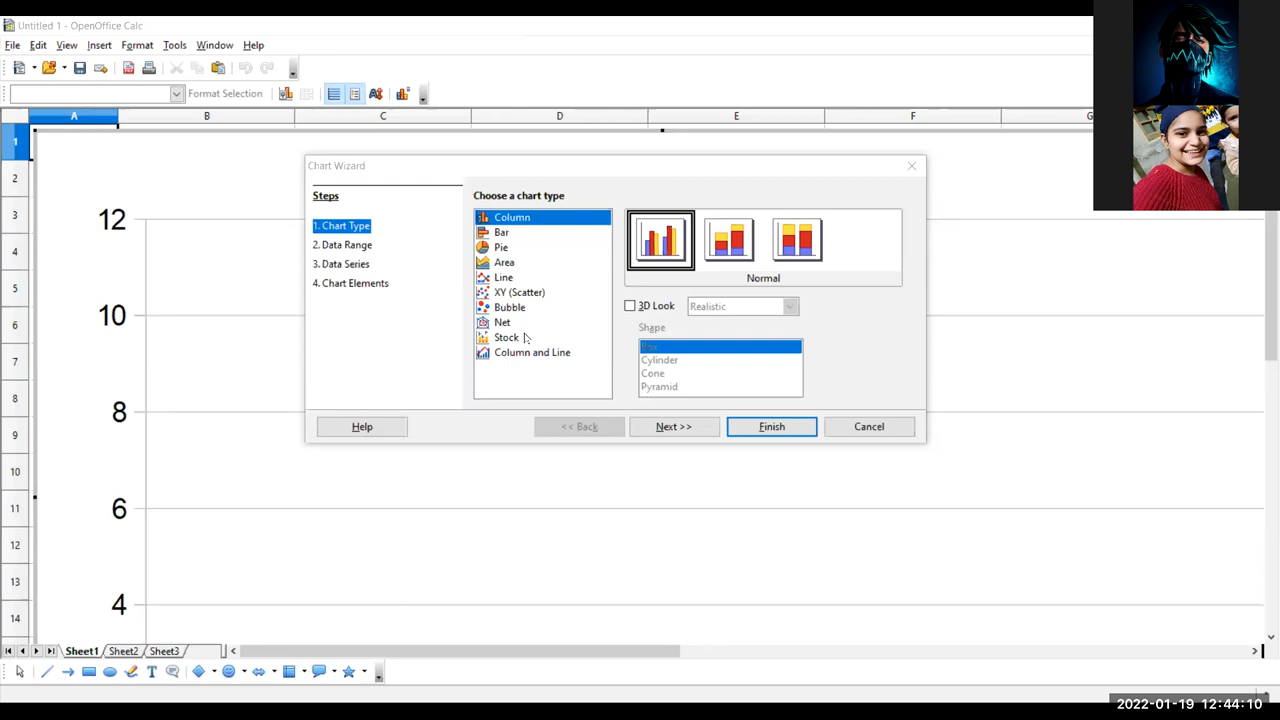 Untitled 1 - OpenOffice Calc
File Edit View Insert Format Tools Window Help
Format Selection
A B C D E F G
1
2
3
4
5
6
7
8
9
10
11
12
13
14
12
10
8
6
4
Chart Wizard
Steps
1. Chart Type
2. Data Range
3. Data Series
4. Chart Elements
Choose a chart type
Column
Bar
Pie
Area
Line
XY (Scatter)
Bubble
Net
Stock
Column and Line
Normal
3D Look Realistic
Shape
Box
Cylinder
Cone
Pyramid
Help << Back Next >> Finish Cancel
Sheet1 Sheet2 Sheet3
2022-01-19 12:44:10